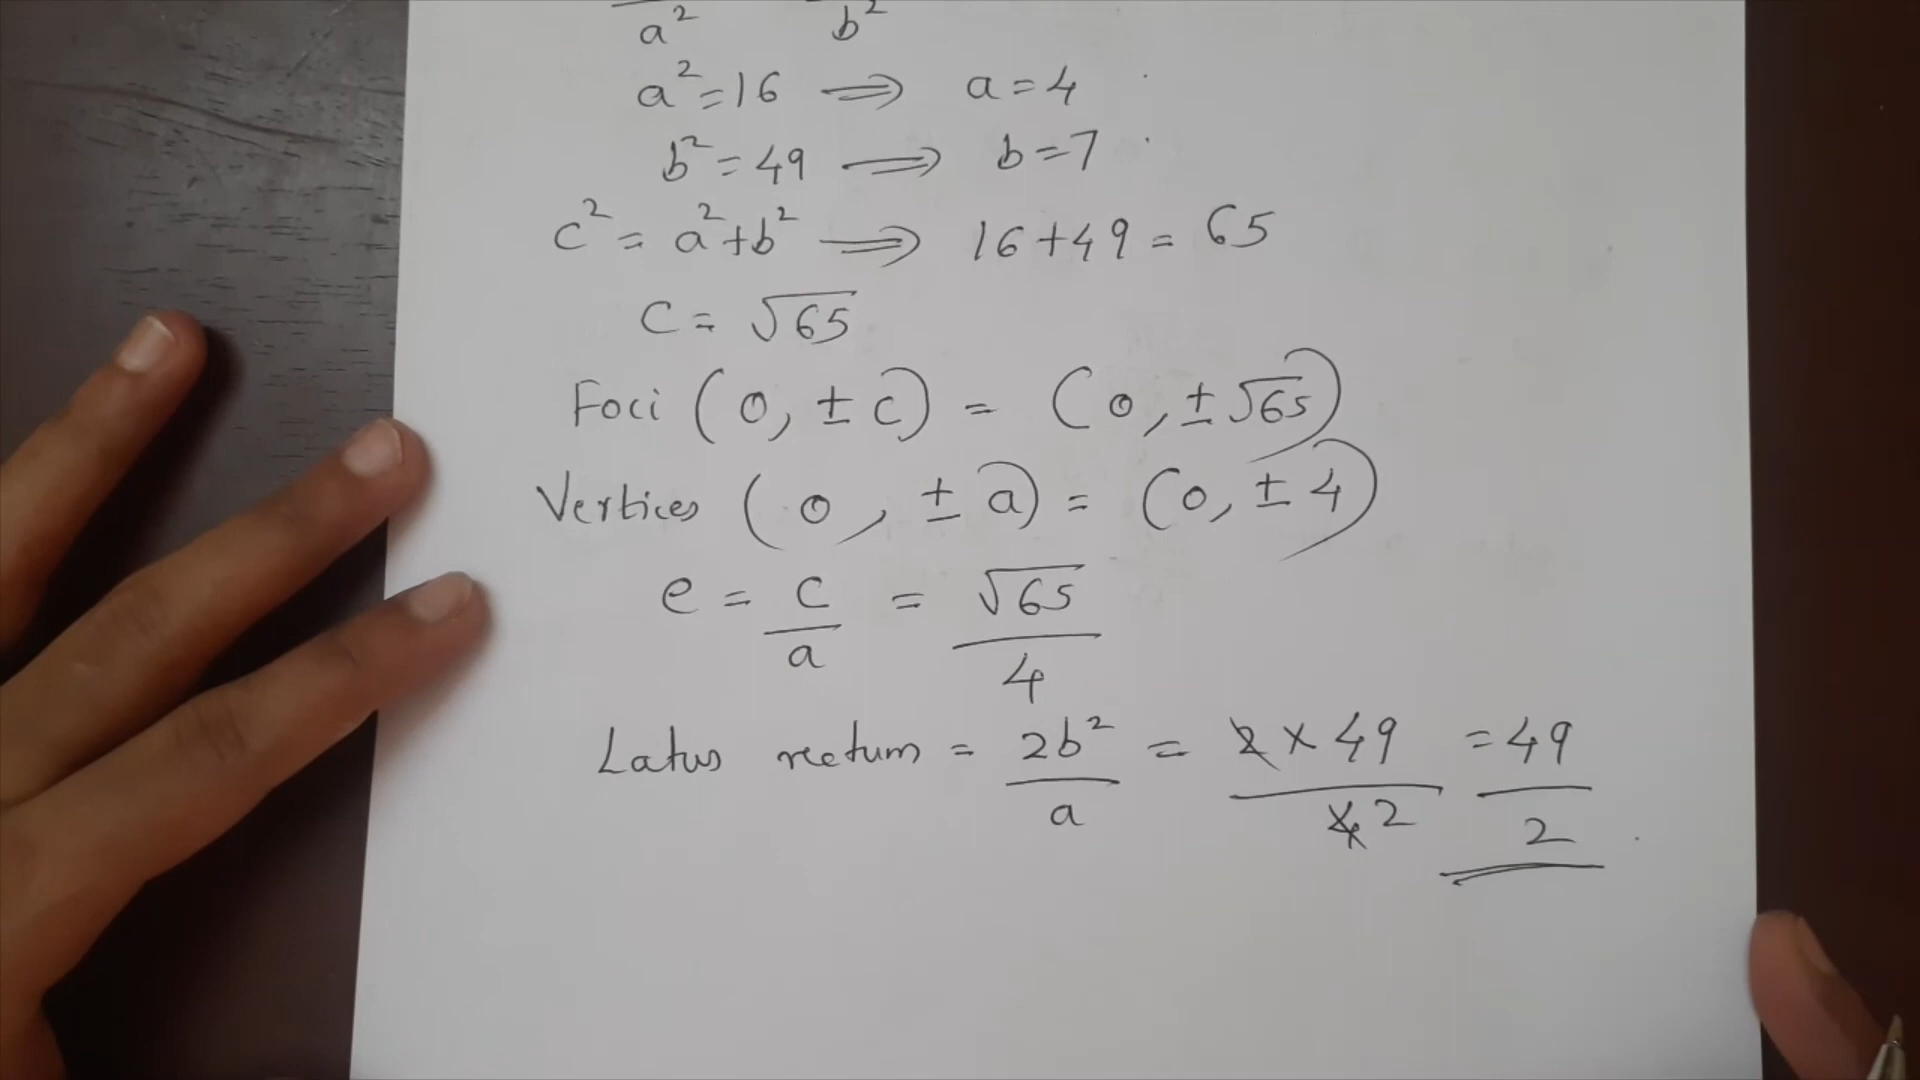 a² b²
a² = 16 ⟹ a = 4
b² = 49 ⟹ b = 7
c² = a² + b² ⟹ 16 + 49 = 65
c = √65
Foci (0, ± c) = (0, ± √65)
Vertices (0, ± a) = (0, ± 4)
e = c/a = √65/4
Latus rectum = 2b²/a = 2 × 49/4 2 = 49/2